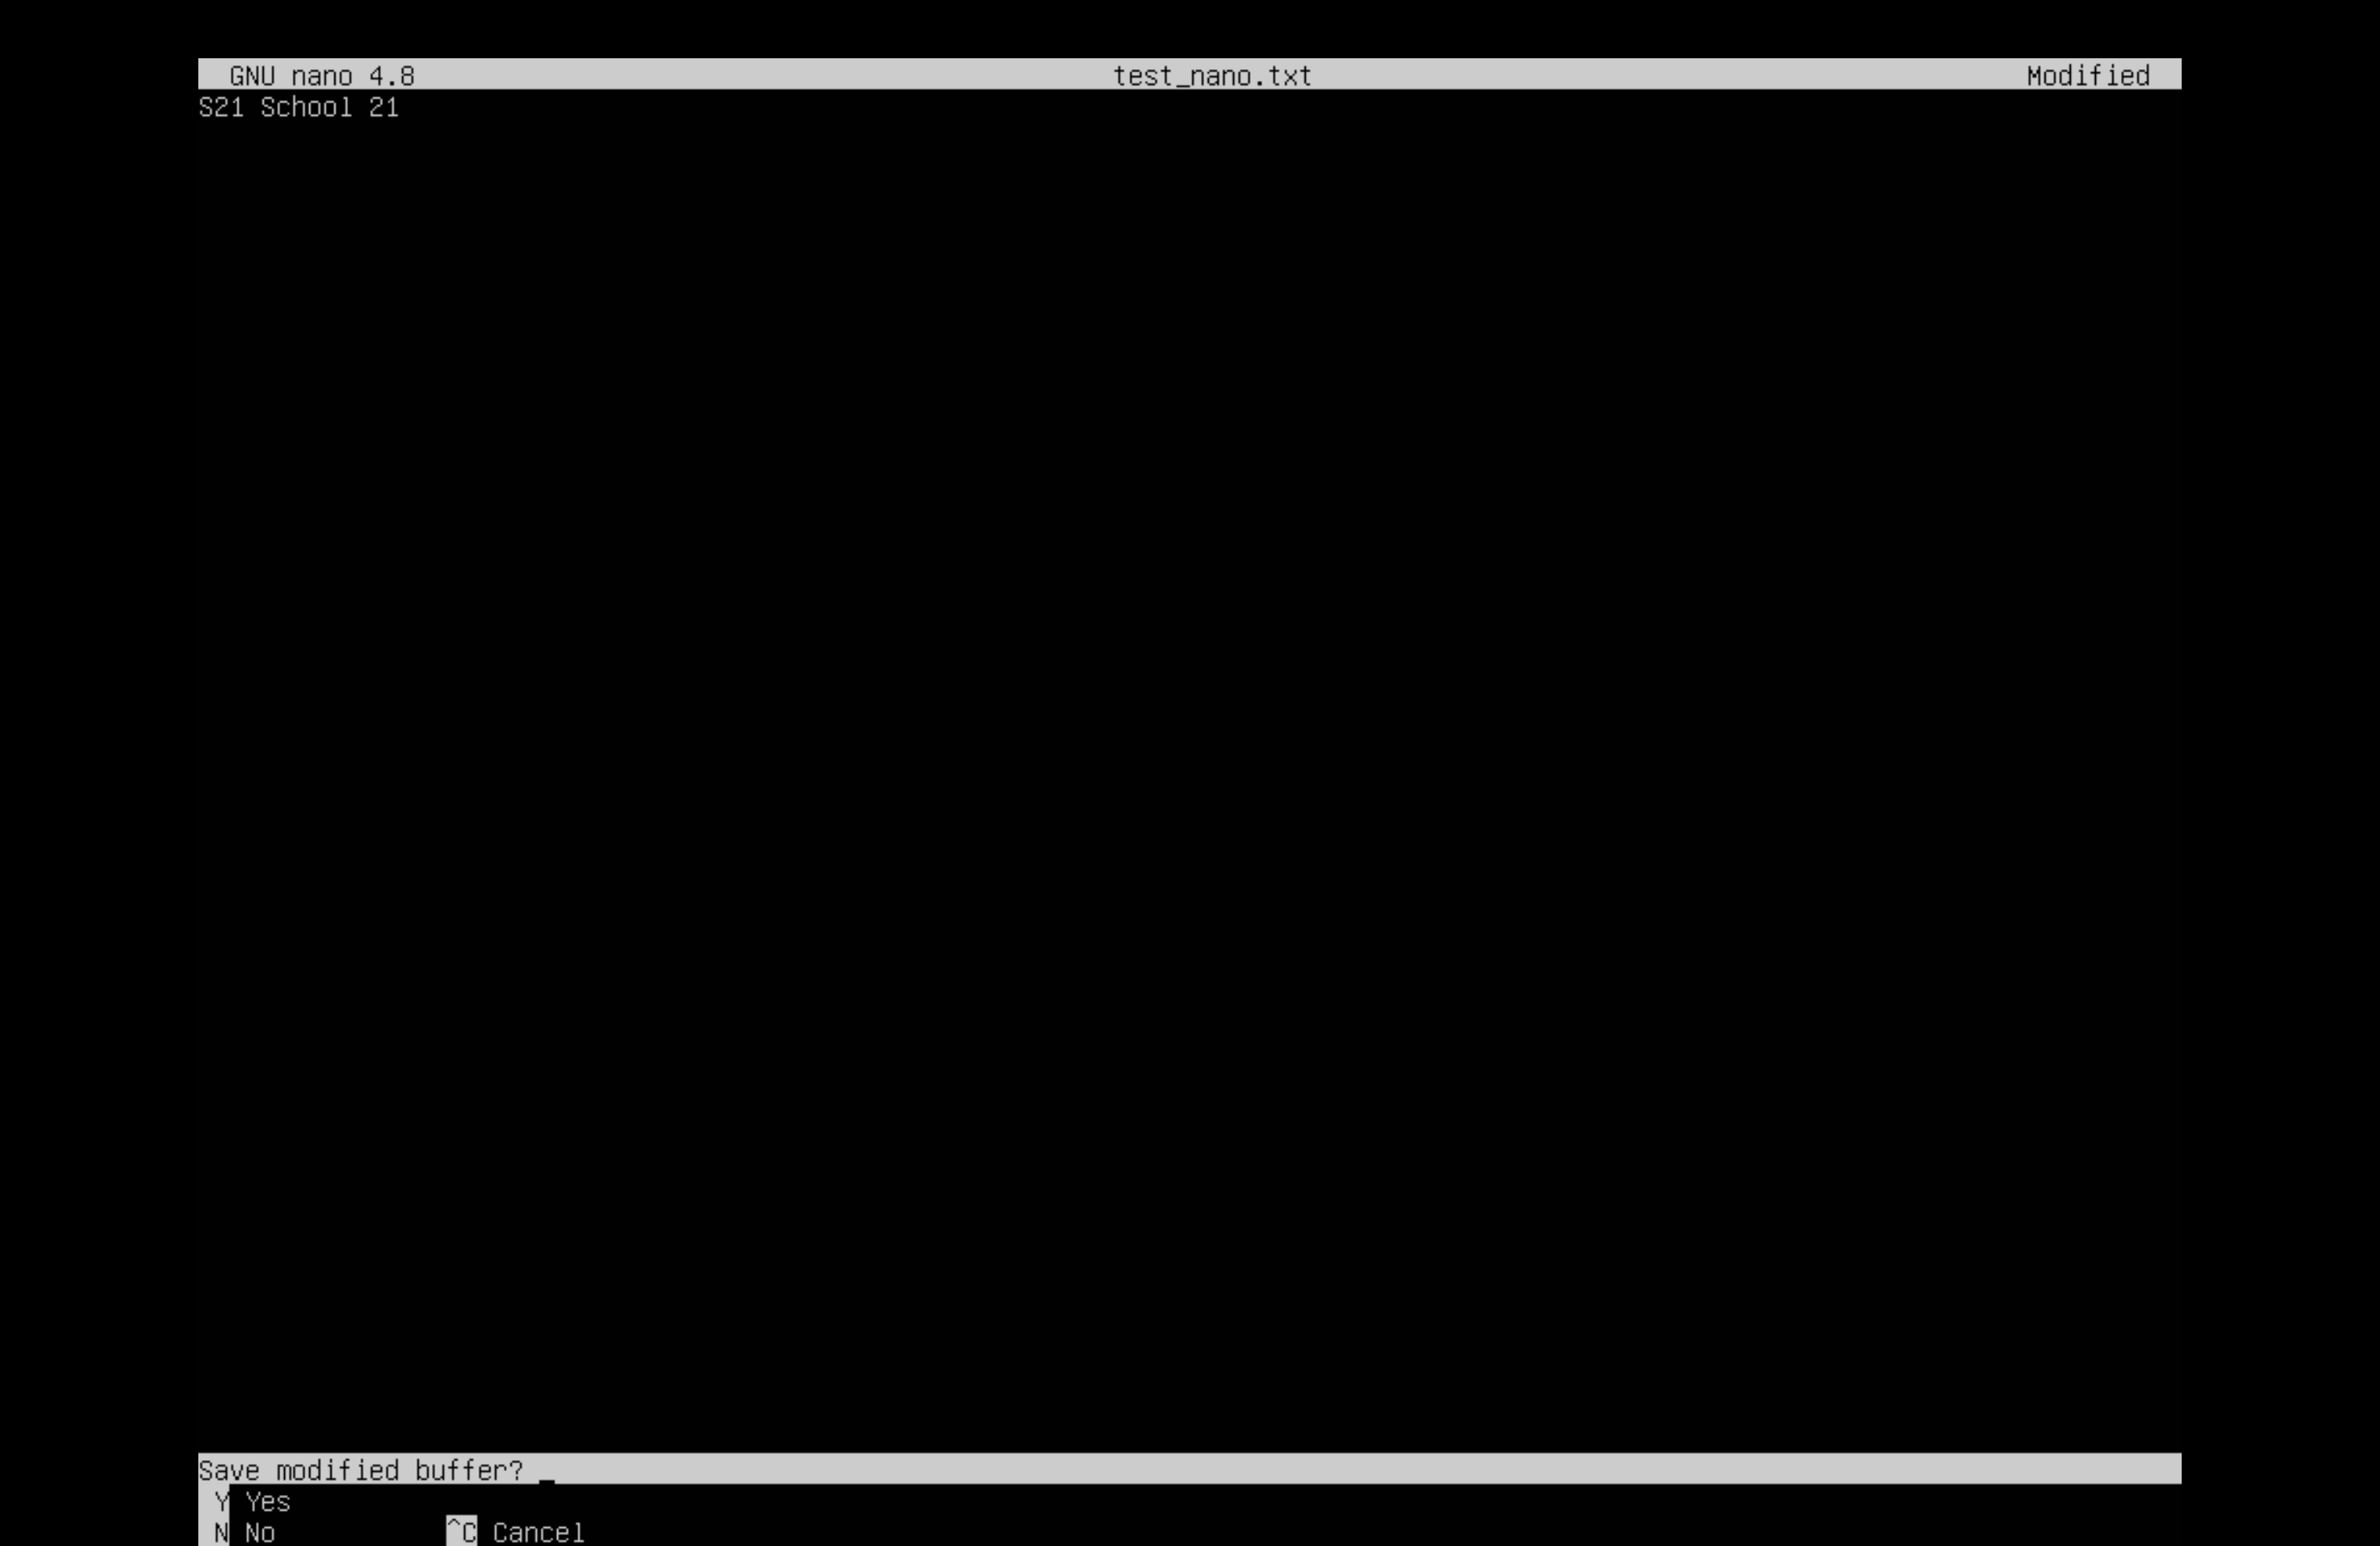 GNU nano 4.8 test_nano.txt Modified
S21 School 21
Save modified buffer?
Y Yes
N No ^C Cancel